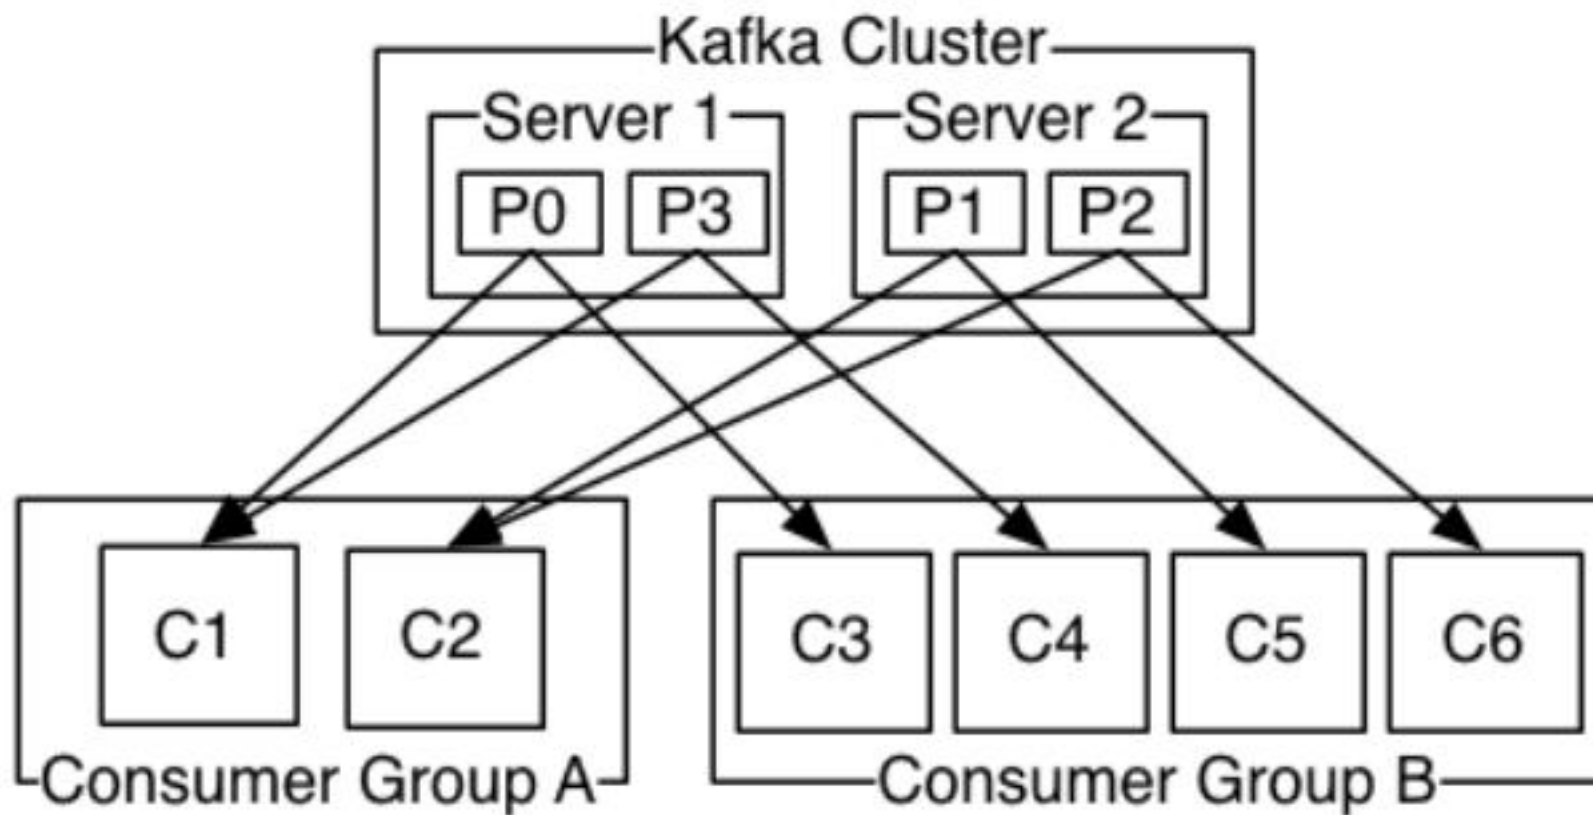 Kafka Cluster
Server 1 Server 2
P0 P3 P1 P2
C1 C2 C3 C4 C5 C6
Consumer Group A Consumer Group B